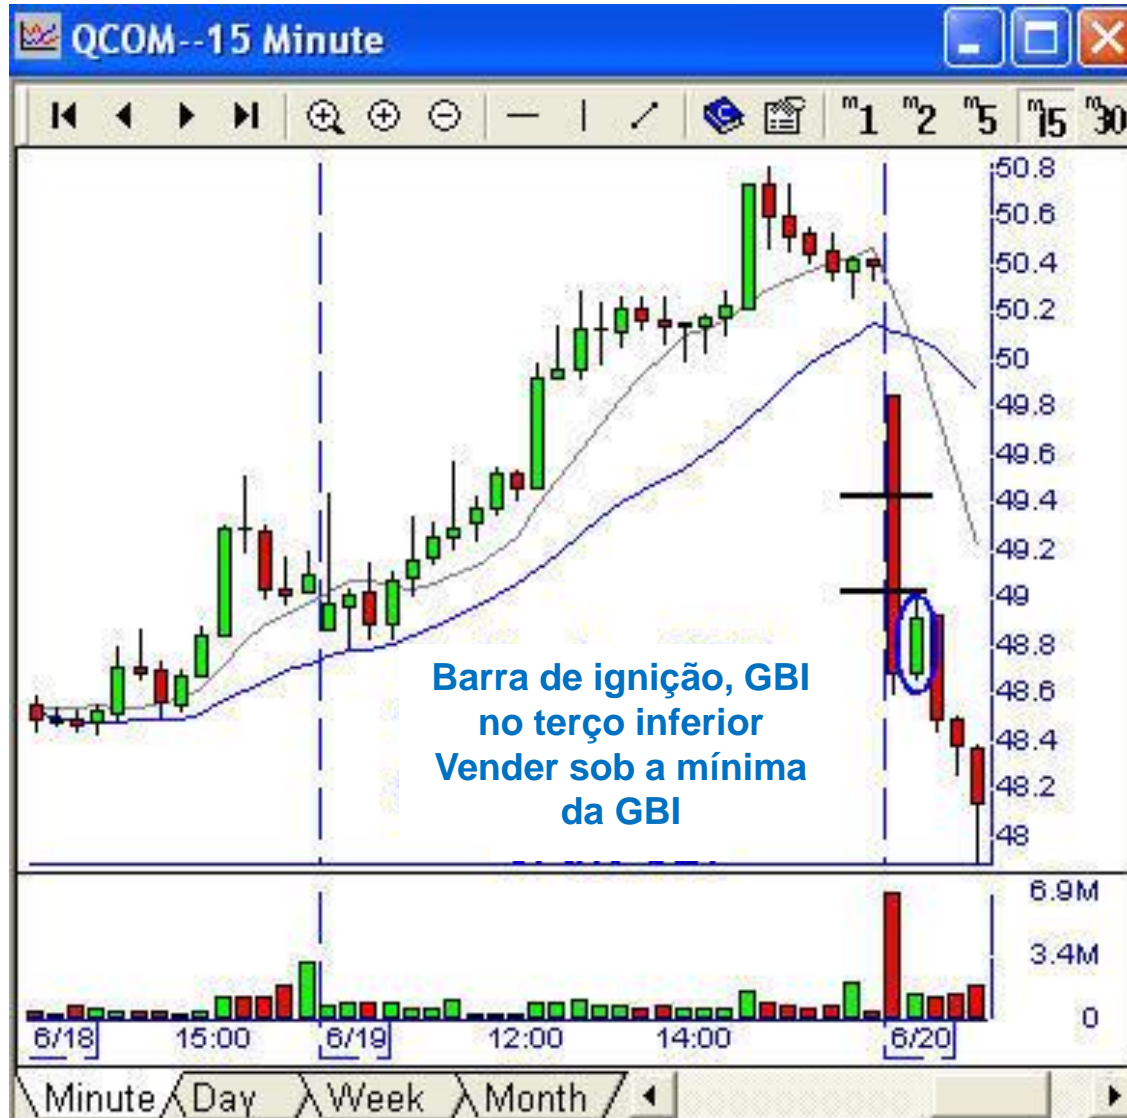 QCOM--15 Minute
m1 m2 m5 m15 m30
50.8
50.6
50.4
50.2
50
49.8
49.6
49.4
49.2
49
48.8
48.6
48.4
48.2
48
Barra de ignição, GBI
no terço inferior
Vender sob a mínima
da GBI
6.9M
3.4M
0
6/18 15:00 6/19 12:00 14:00 6/20
Minute Day Week Month